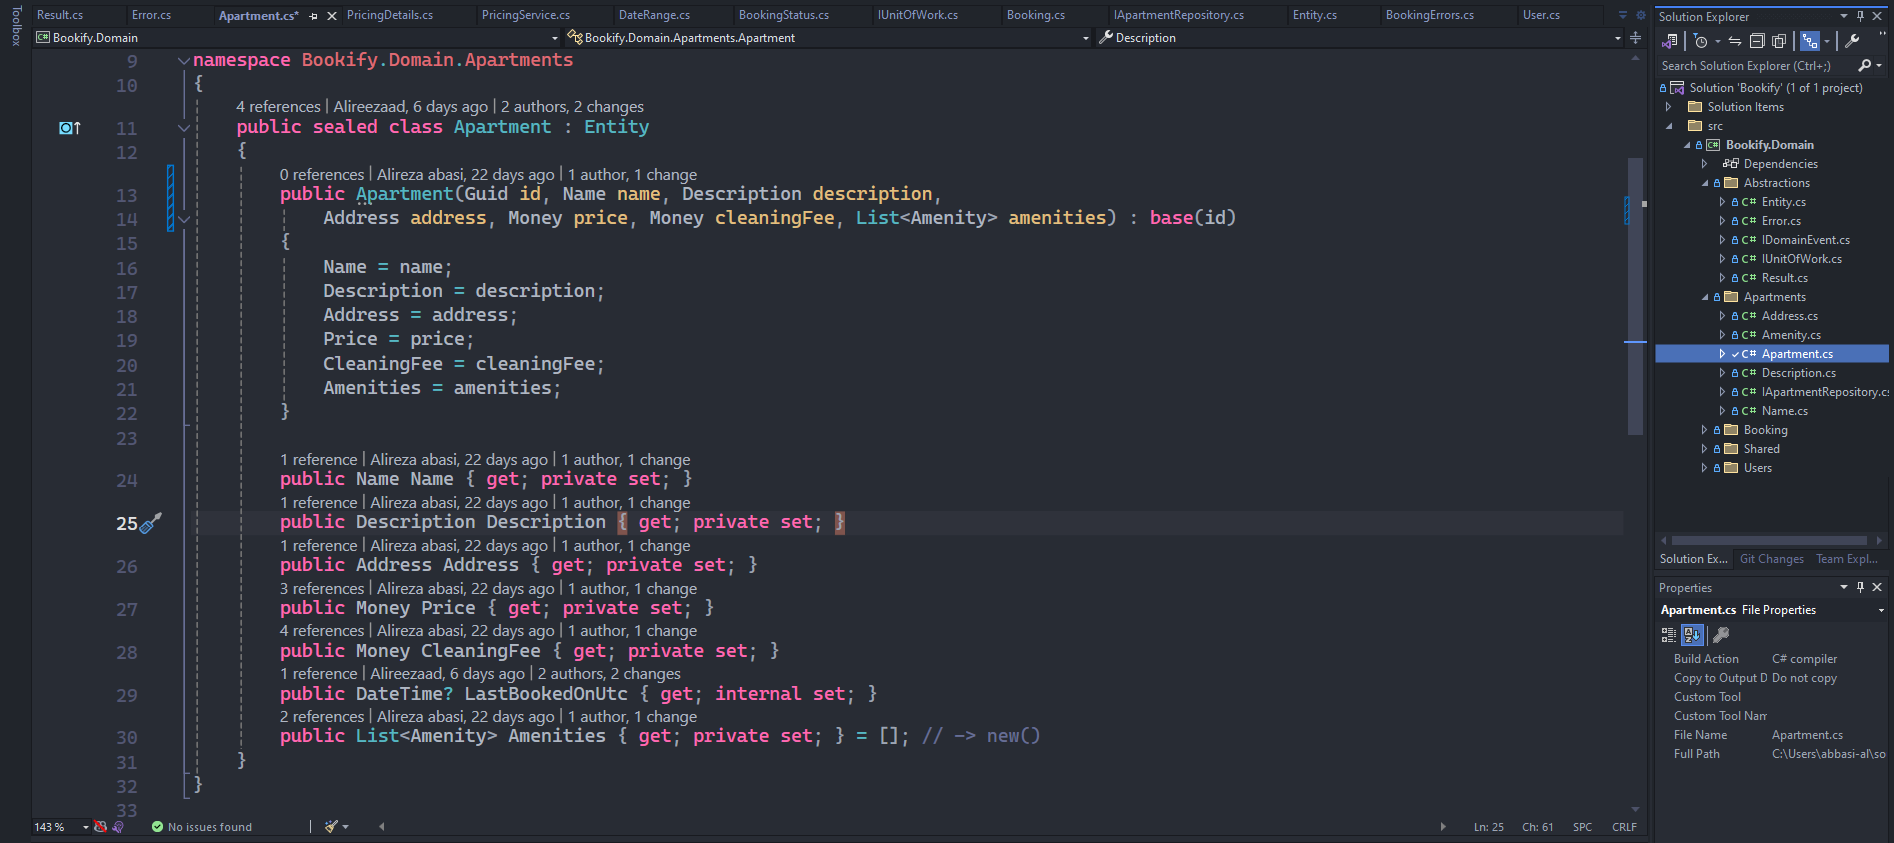 Toolbox
Result.cs Error.cs Apartment.cs* PricingDetails.cs PricingService.cs DateRange.cs BookingStatus.cs IUnitOfWork.cs Booking.cs IApartmentRepository.cs Entity.cs BookingErrors.cs User.cs
Bookify.Domain Bookify.Domain.Apartments.Apartment Description
9 namespace Bookify.Domain.Apartments
10 {
4 references | Alireezaad, 6 days ago | 2 authors, 2 changes
11 public sealed class Apartment : Entity
12 {
0 references | Alireza abasi, 22 days ago | 1 author, 1 change
13 public Apartment(Guid id, Name name, Description description,
14 Address address, Money price, Money cleaningFee, List<Amenity> amenities) : base(id)
15 {
16 Name = name;
17 Description = description;
18 Address = address;
19 Price = price;
20 CleaningFee = cleaningFee;
21 Amenities = amenities;
22 }
23
1 reference | Alireza abasi, 22 days ago | 1 author, 1 change
24 public Name Name { get; private set; }
1 reference | Alireza abasi, 22 days ago | 1 author, 1 change
25 public Description Description { get; private set; }
1 reference | Alireza abasi, 22 days ago | 1 author, 1 change
26 public Address Address { get; private set; }
3 references | Alireza abasi, 22 days ago | 1 author, 1 change
27 public Money Price { get; private set; }
4 references | Alireza abasi, 22 days ago | 1 author, 1 change
28 public Money CleaningFee { get; private set; }
1 reference | Alireezaad, 6 days ago | 2 authors, 2 changes
29 public DateTime? LastBookedOnUtc { get; internal set; }
2 references | Alireza abasi, 22 days ago | 1 author, 1 change
30 public List<Amenity> Amenities { get; private set; } = []; // -> new()
31 }
32 }
33
143 % No issues found Ln: 25 Ch: 61 SPC CRLF
Solution Explorer
Search Solution Explorer (Ctrl+;)
Solution 'Bookify' (1 of 1 project)
Solution Items
src
C# Bookify.Domain
Dependencies
Abstractions
C# Entity.cs
C# Error.cs
C# IDomainEvent.cs
C# IUnitOfWork.cs
C# Result.cs
Apartments
C# Address.cs
C# Amenity.cs
C# Apartment.cs
C# Description.cs
C# IApartmentRepository.cs
C# Name.cs
Booking
Shared
Users
Solution Ex... Git Changes Team Expl...
Properties
Apartment.cs File Properties
Build Action C# compiler
Copy to Output D Do not copy
Custom Tool
Custom Tool Nam
File Name Apartment.cs
Full Path C:\Users\abbasi-al\so